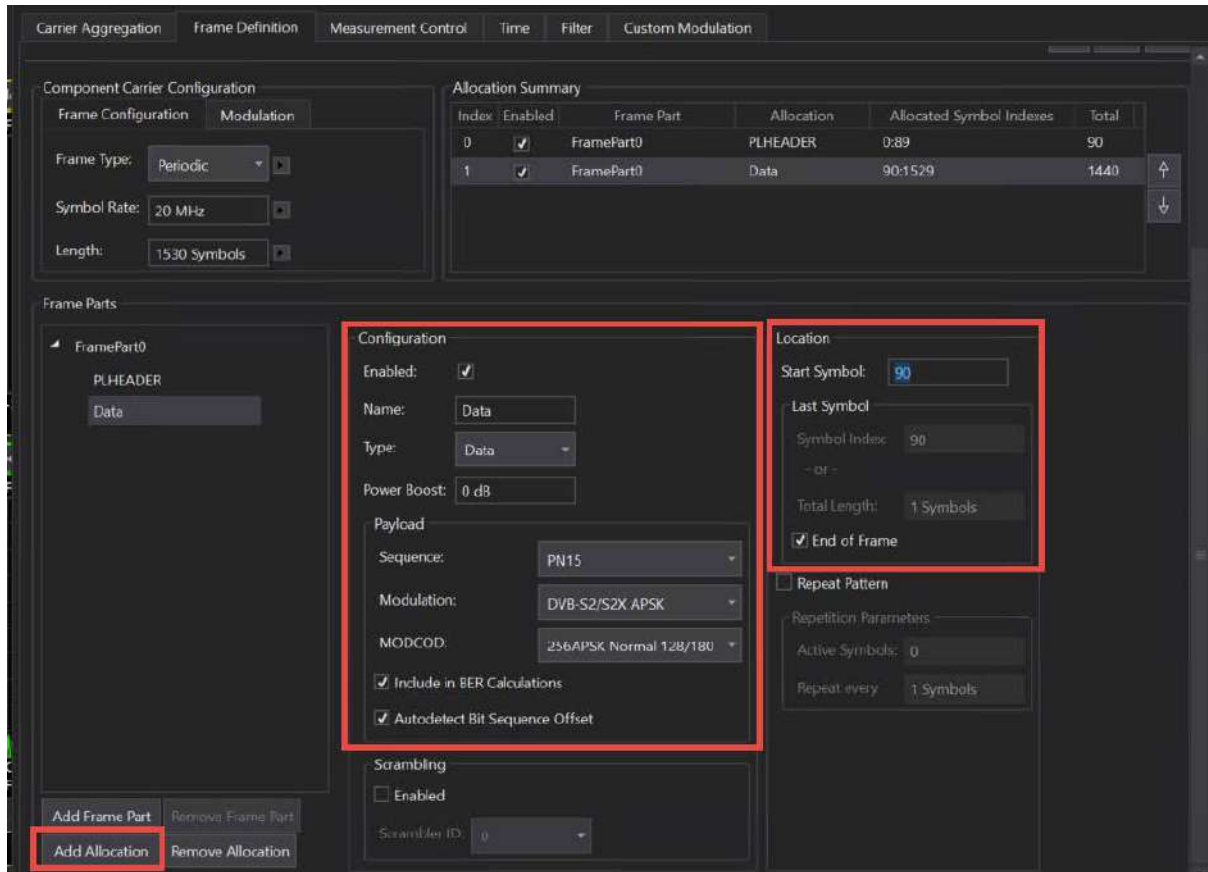 Carrier Aggregation Frame Definition Measurement Control Time Filter Custom Modulation
Component Carrier Configuration
Frame Configuration Modulation
Frame Type: Periodic
Symbol Rate: 20 MHz
Length: 1530 Symbols
Allocation Summary
Index Enabled Frame Part Allocation Allocated Symbol Indexes Total
0 FramePart0 PLHEADER 0:89 90
1 FramePart0 Data 90:1529 1440
Frame Parts
FramePart0
PLHEADER
Data
Add Frame Part Remove Frame Part
Add Allocation Remove Allocation
Configuration
Enabled:
Name: Data
Type: Data
Power Boost: 0 dB
Payload
Sequence: PN15
Modulation: DVB-S2/S2X APSK
MODCOD: 256APSK Normal 128/180
Include in BER Calculations
Autodetect Bit Sequence Offset
Scrambling
Enabled
Scrambler ID: 0
Location
Start Symbol: 90
Last Symbol
Symbol Index: 90
- or -
Total Length: 1 Symbols
End of Frame
Repeat Pattern
Repetition Parameters
Active Symbols: 0
Repeat every 1 Symbols